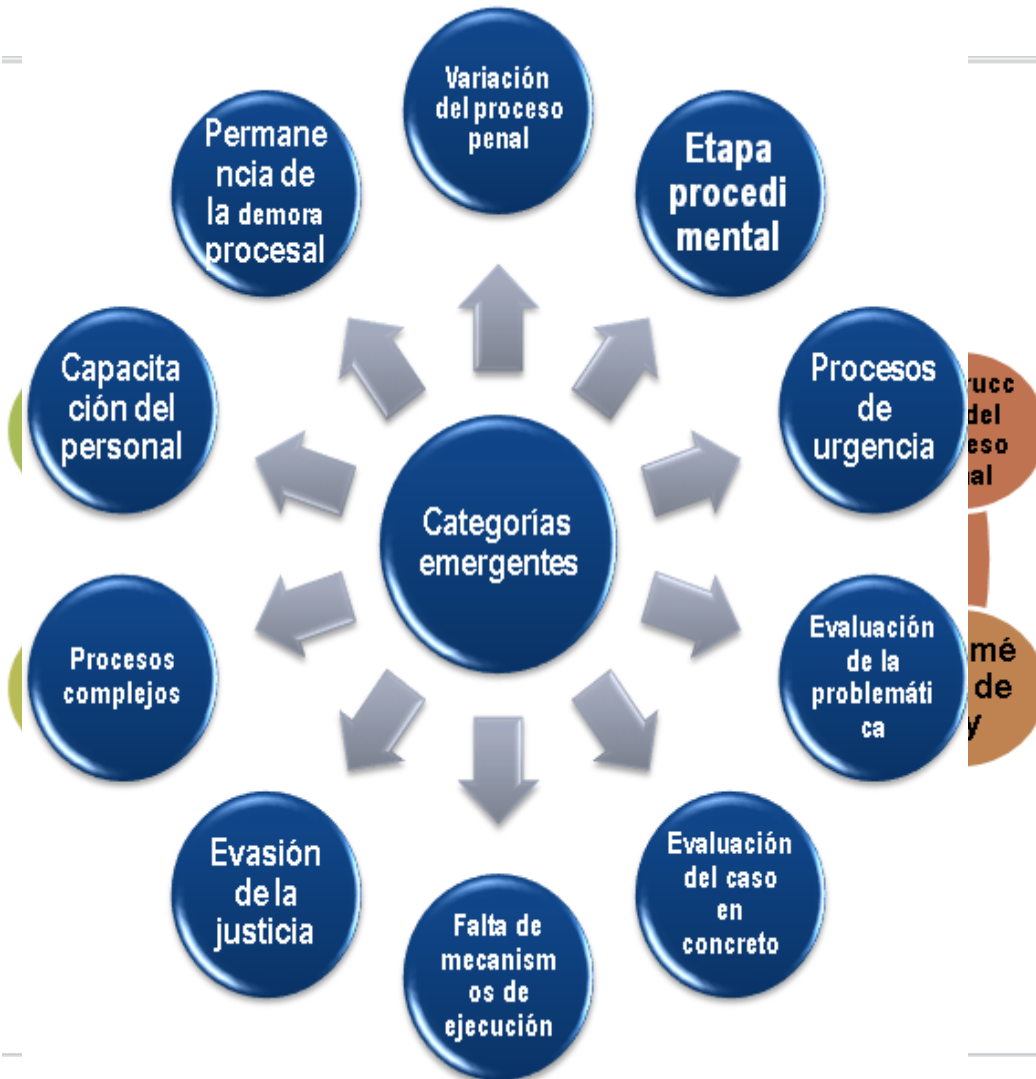 Variación
del proceso
penal
Etapa
procedi
mental
Procesos
de
urgencia
Evaluación
de la
problemáti
ca
Evaluación
del caso
en
concreto
Falta de
mecanism
os de
ejecución
Evasión
de la
justicia
Procesos
complejos
Capacita
ción del
personal
Permane
ncia de
la demora
procesal
Categorías
emergentes
del
de
y